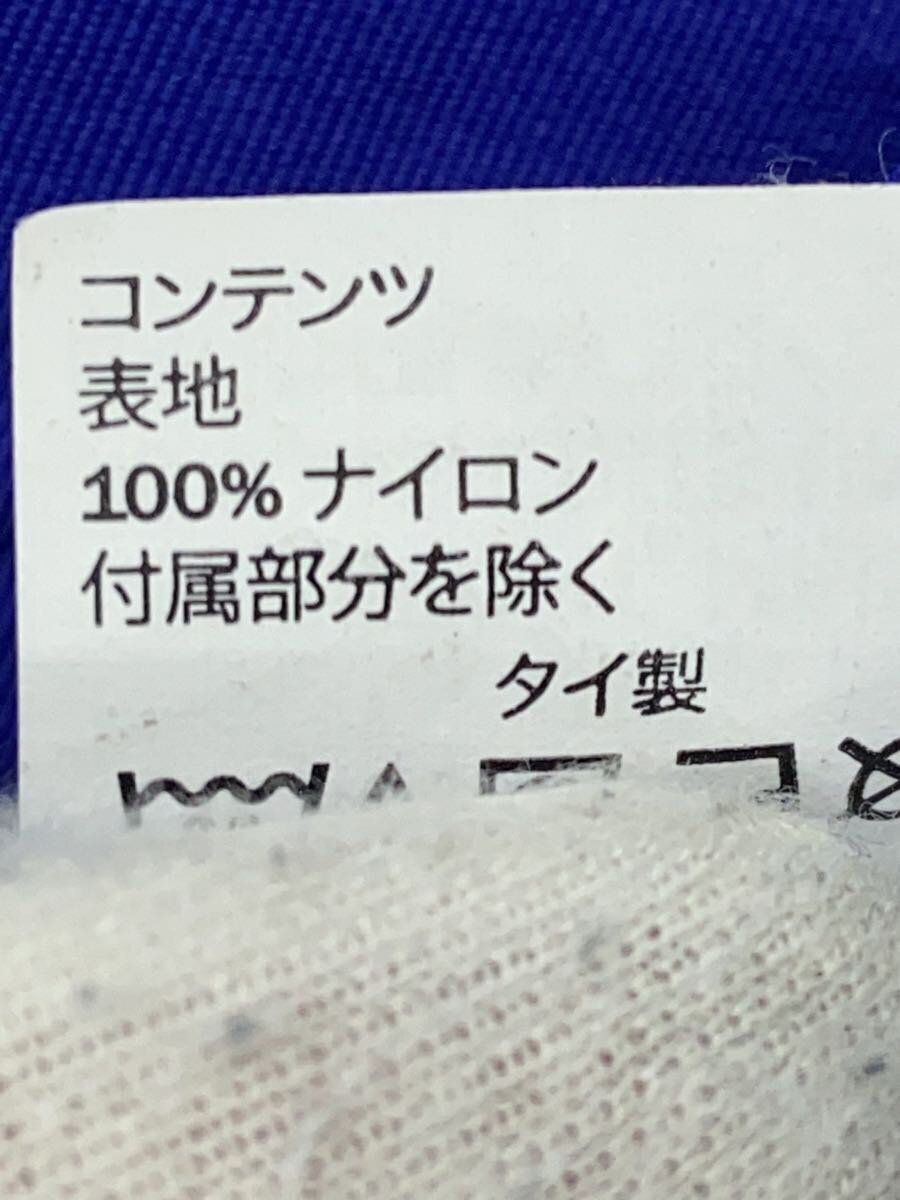 コンテンツ
表地
100% ナイロン
付属部分を除く
タイ製